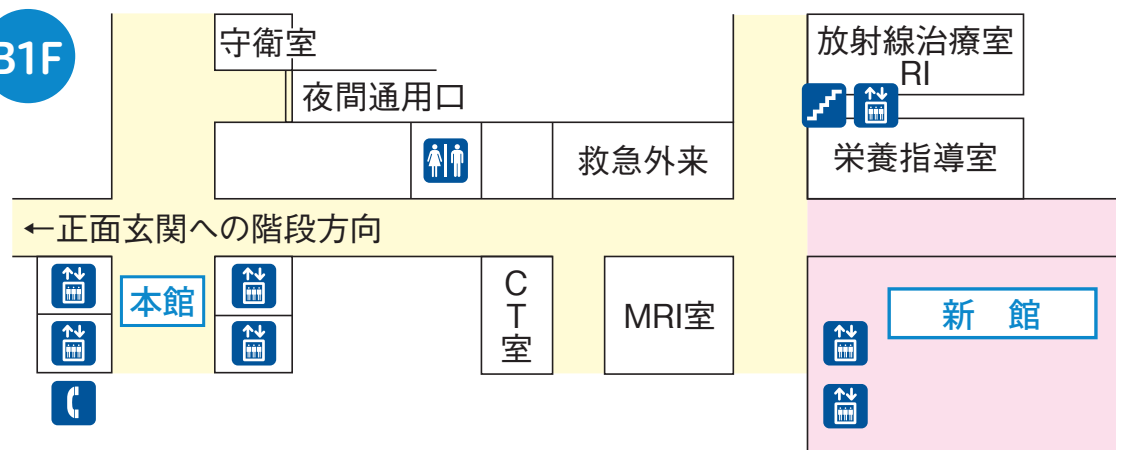 B1F
守衛室
夜間通用口
放射線治療室
RI
救急外来
栄養指導室
←正面玄関への階段方向
本館
CT室
MRI室
新 館